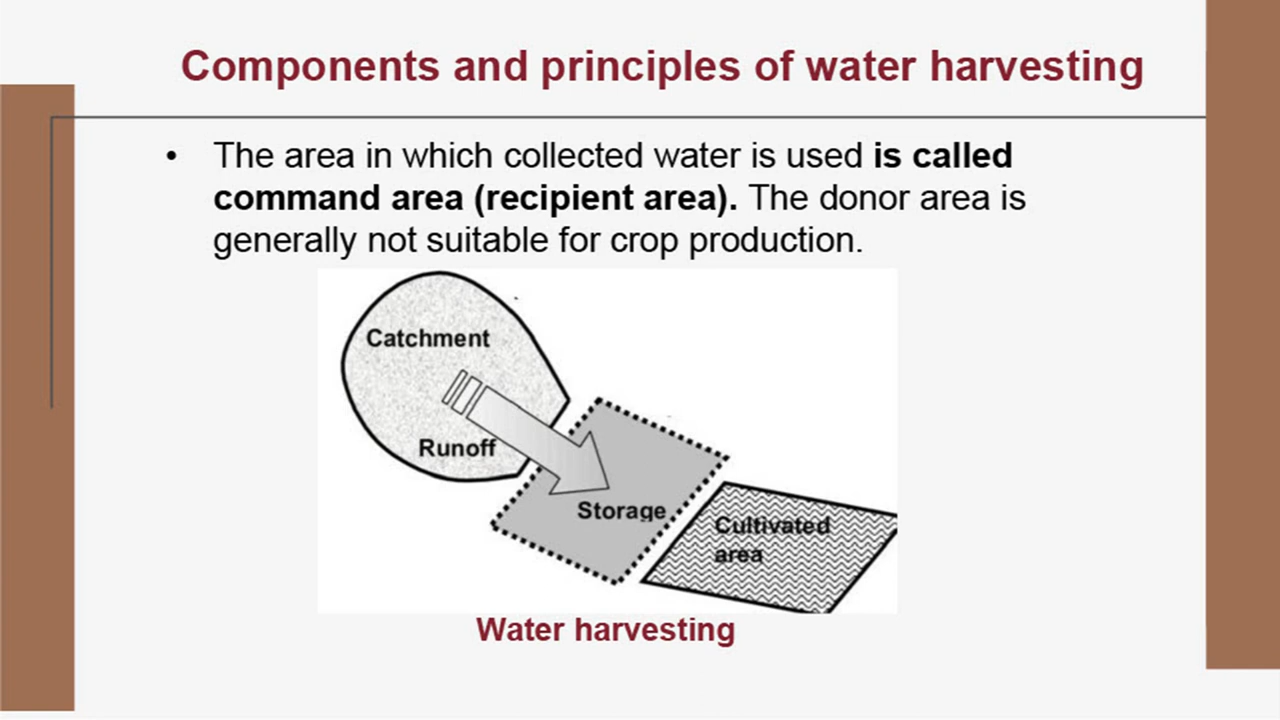 Components and principles of water harvesting
• The area in which collected water is used is called
command area (recipient area). The donor area is
generally not suitable for crop production.
Catchment
Runoff
Storage
Cultivated
area
Water harvesting